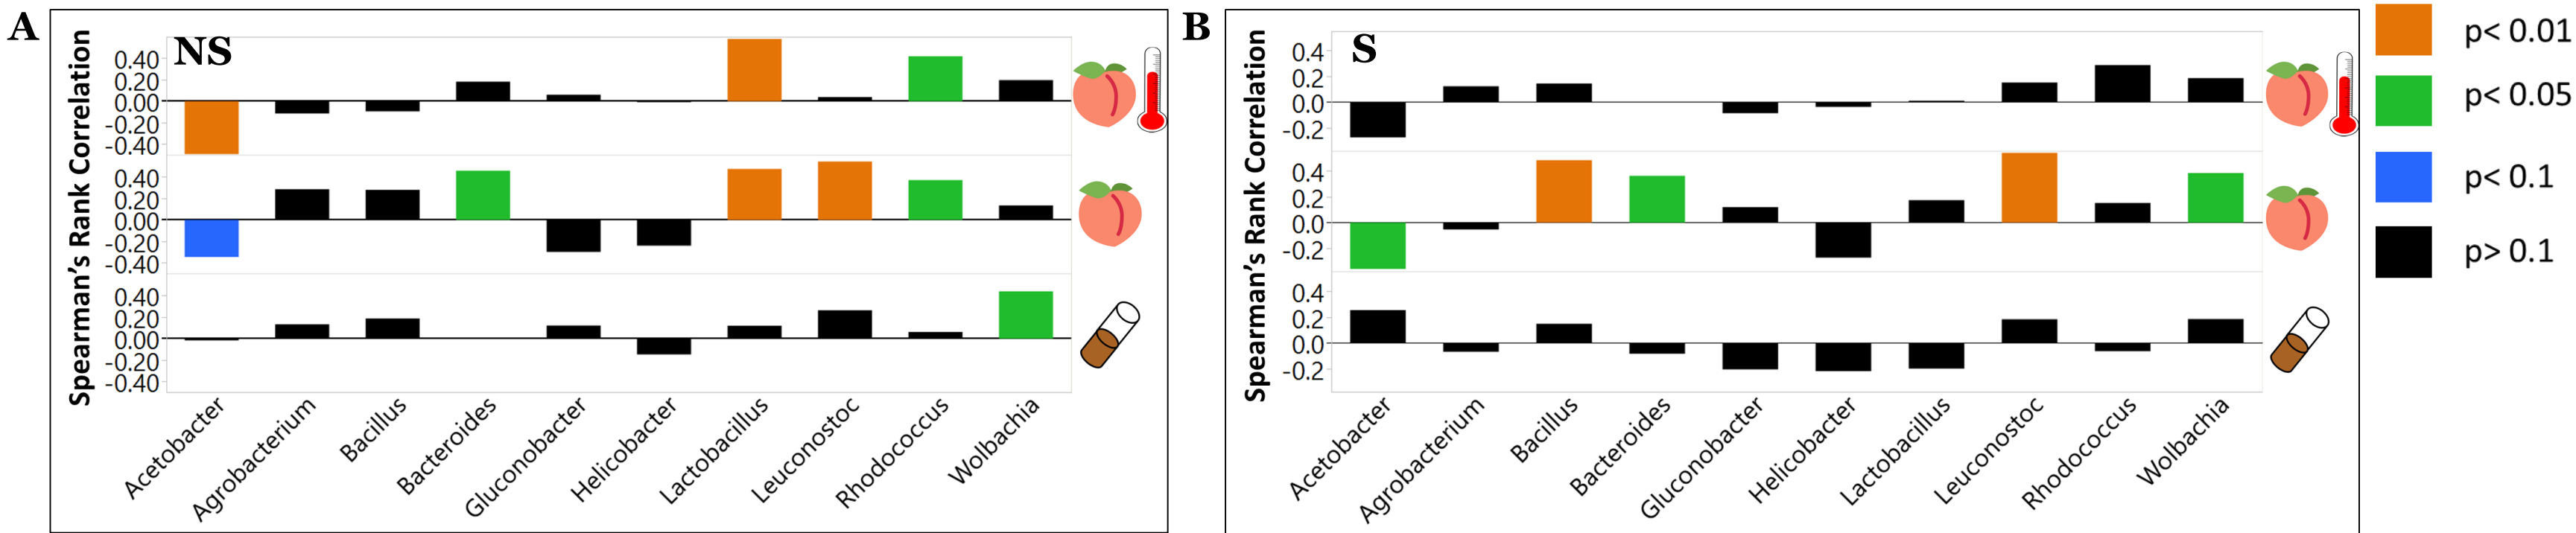 A
NS
Spearman's Rank Correlation
0.40
0.20
0.00
-0.20
-0.40
0.40
0.20
0.00
-0.20
-0.40
0.40
0.20
0.00
-0.20
-0.40
Acetobacter
Agrobacterium
Bacillus
Bacteroides
Gluconobacter
Helicobacter
Lactobacillus
Leuconostoc
Rhodococcus
Wolbachia
B
S
Spearman's Rank Correlation
0.4
0.2
0.0
-0.2
0.4
0.2
0.0
-0.2
0.4
0.2
0.0
-0.2
Acetobacter
Agrobacterium
Bacillus
Bacteroides
Gluconobacter
Helicobacter
Lactobacillus
Leuconostoc
Rhodococcus
Wolbachia
p< 0.01
p< 0.05
p< 0.1
p> 0.1